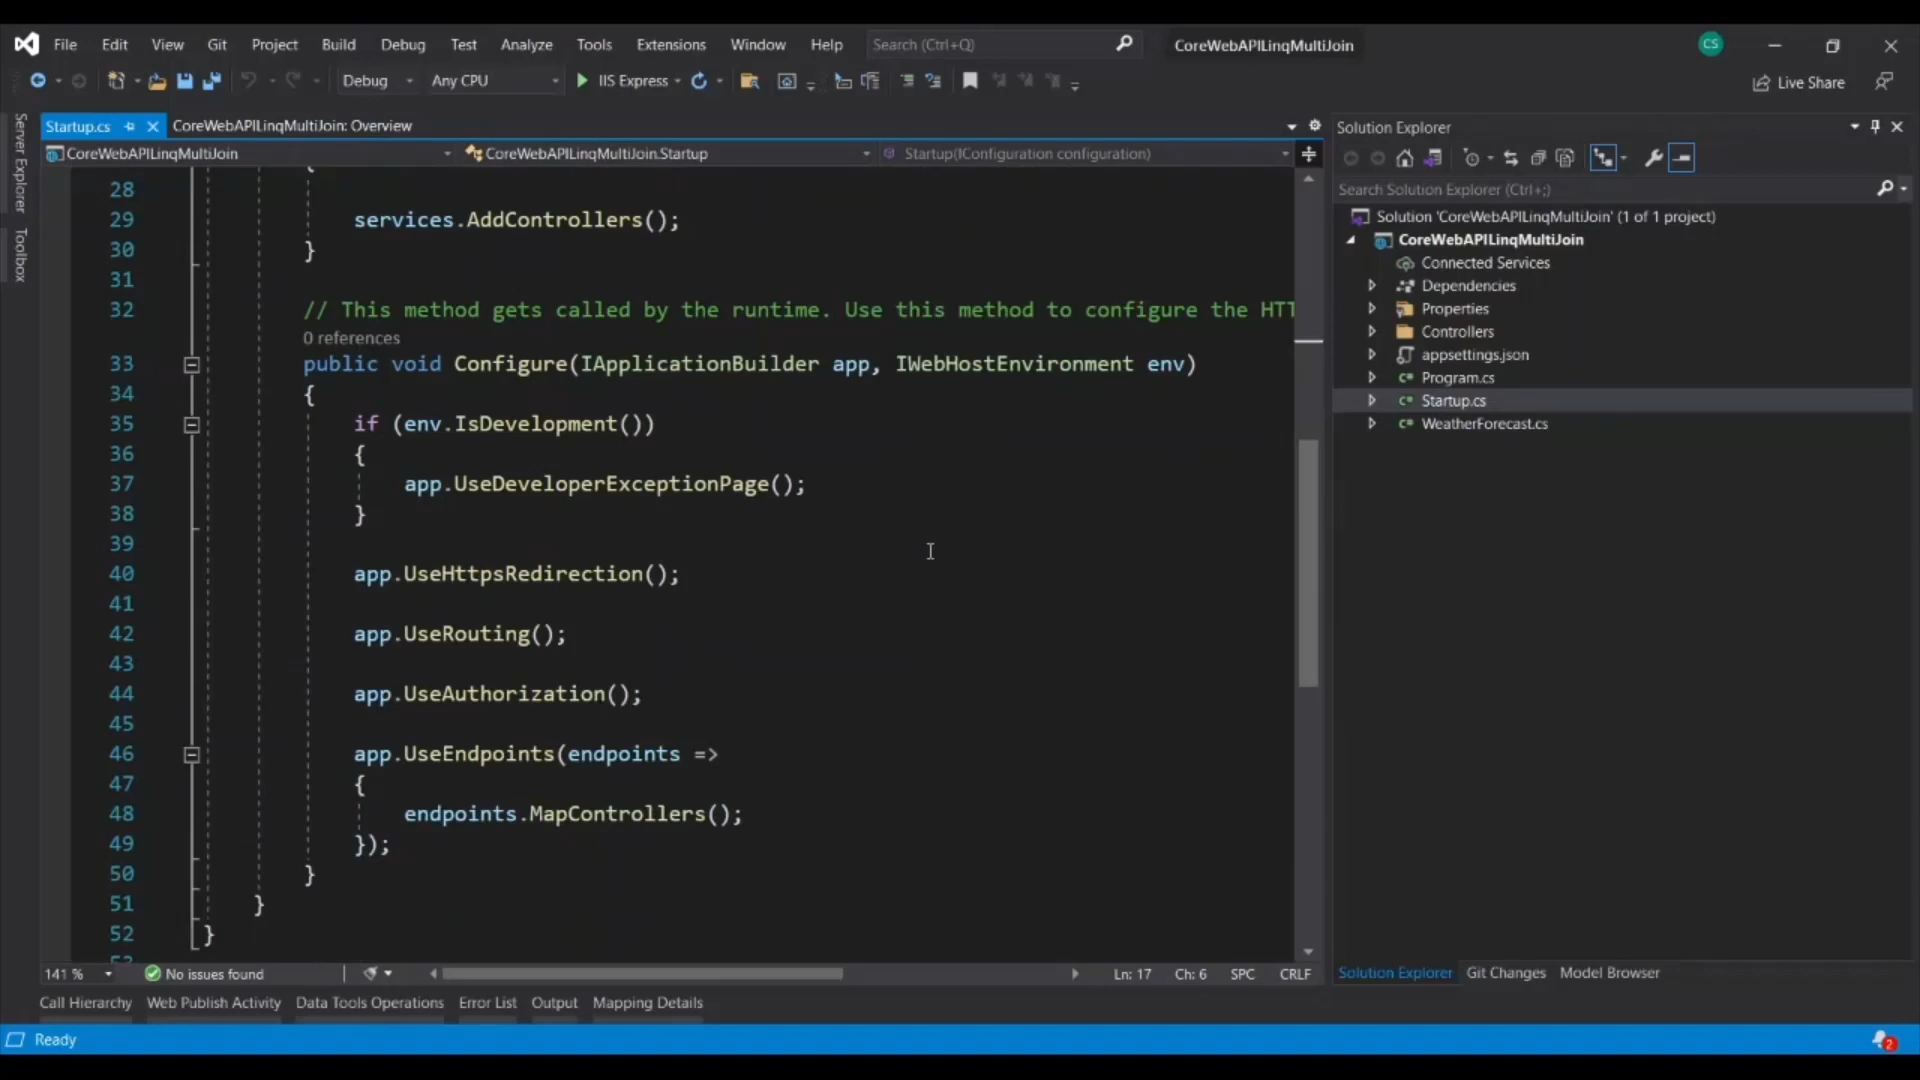 File Edit View Git Project Build Debug Test Analyze Tools Extensions Window Help Search (Ctrl+Q) CoreWebAPILinqMultiJoin CS
Debug Any CPU IIS Express Live Share
Server Explorer
Toolbox
Startup.cs CoreWebAPILinqMultiJoin: Overview
CoreWebAPILinqMultiJoin CoreWebAPILinqMultiJoin.Startup Startup(IConfiguration configuration)
{
28
29 services.AddControllers();
30 }
31
32 // This method gets called by the runtime. Use this method to configure the HTT
0 references
33 public void Configure(IApplicationBuilder app, IWebHostEnvironment env)
34 {
35 if (env.IsDevelopment())
36 {
37 app.UseDeveloperExceptionPage();
38 }
39
40 app.UseHttpsRedirection();
41
42 app.UseRouting();
43
44 app.UseAuthorization();
45
46 app.UseEndpoints(endpoints =>
47 {
48 endpoints.MapControllers();
49 });
50 }
51 }
52 }
53
141 % No issues found Ln: 17 Ch: 6 SPC CRLF
Call Hierarchy Web Publish Activity Data Tools Operations Error List Output Mapping Details
Solution Explorer
Search Solution Explorer (Ctrl+;)
Solution 'CoreWebAPILinqMultiJoin' (1 of 1 project)
CoreWebAPILinqMultiJoin
Connected Services
Dependencies
Properties
Controllers
appsettings.json
C# Program.cs
C# Startup.cs
C# WeatherForecast.cs
Solution Explorer Git Changes Model Browser
Ready 2